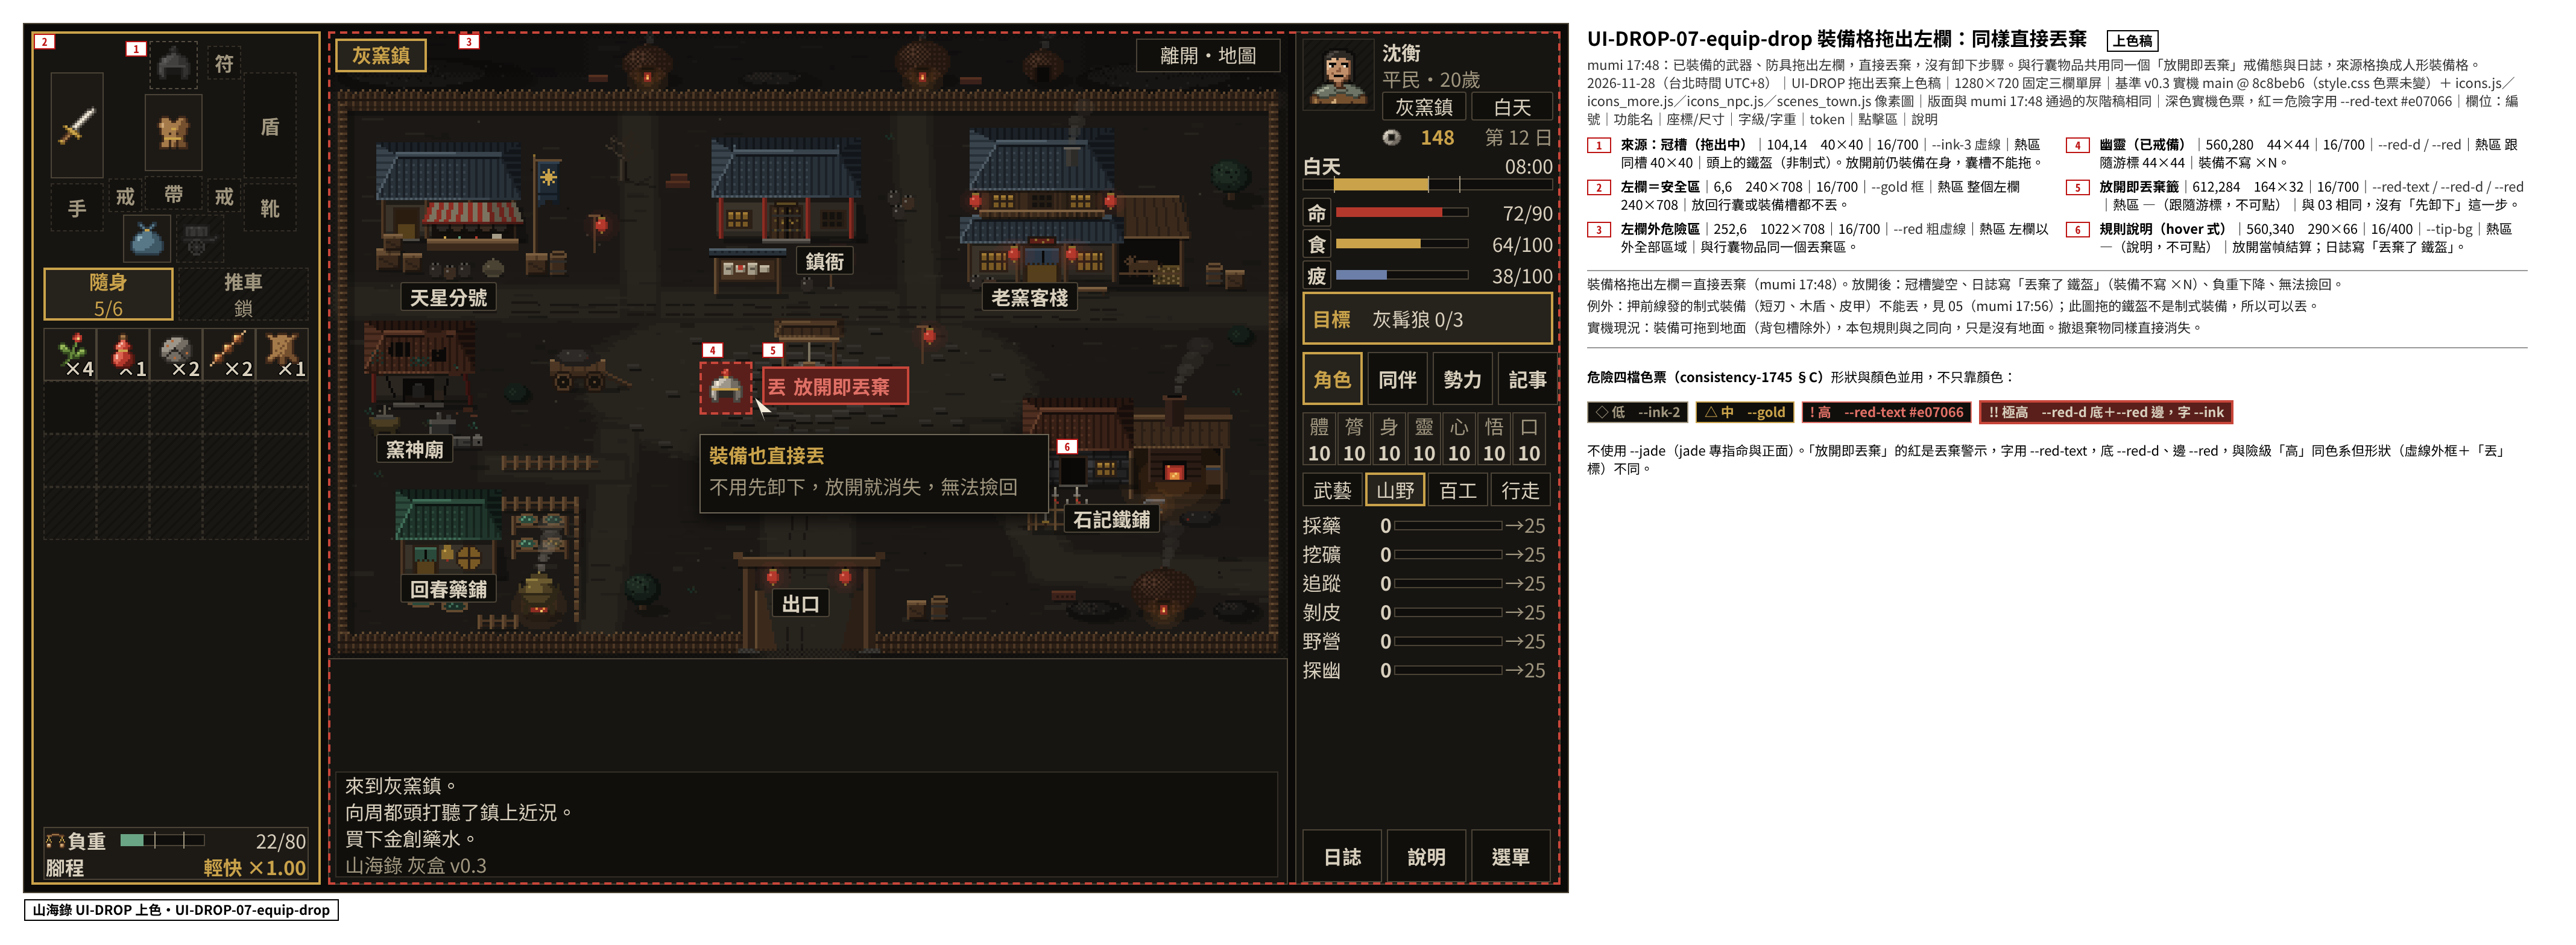 2
1
符
盾
手
戒
帶
戒
靴
隨身
5/6
推車
鎖
×4
×1
×2
×2
×1
負重
22/80
腳程
輕快 ×1.00
3
灰窯鎮
離開・地圖
天星分號
鎮衙
老窯客棧
窯神廟
4
5
丟 放開即丟棄
裝備也直接丟
不用先卸下，放開就消失，無法撿回
6
石記鐵鋪
回春藥鋪
出口
來到灰窯鎮。
向周都頭打聽了鎮上近況。
買下金創藥水。
山海錄 灰盒 v0.3
沈衡
平民・20歲
灰窯鎮
白天
148
第 12 日
白天
08:00
命
72/90
食
64/100
疲
38/100
目標 灰髯狼 0/3
角色
同伴
勢力
記事
體 膂 身 靈 心 悟 口
10 10 10 10 10 10 10
武藝
山野
百工
行走
採藥 0 →25
挖礦 0 →25
追蹤 0 →25
剝皮 0 →25
野營 0 →25
探幽 0 →25
日誌
說明
選單
山海錄 UI-DROP 上色・UI-DROP-07-equip-drop
UI-DROP-07-equip-drop 裝備格拖出左欄：同樣直接丟棄
上色稿
mumi 17:48：已裝備的武器、防具拖出左欄，直接丟棄，沒有卸下步驟。與行囊物品共用同一個「放開即丟棄」戒備態與日誌，來源格換成人形裝備格。
2026-11-28（台北時間 UTC+8）｜UI-DROP 拖出丟棄上色稿｜1280×720 固定三欄單屏｜基準 v0.3 實機 main @ 8c8beb6（style.css 色票未變）＋ icons.js／
icons_more.js／icons_npc.js／scenes_town.js 像素圖｜版面與 mumi 17:48 通過的灰階稿相同｜深色實機色票，紅＝危險字用 --red-text #e07066｜欄位：編
號｜功能名｜座標/尺寸｜字級/字重｜token｜點擊區｜說明
1 來源：冠槽（拖出中）｜104,14 40×40｜16/700｜--ink-3 虛線｜熱區
同槽 40×40｜頭上的鐵盔（非制式）。放開前仍裝備在身，囊槽不能拖。
2 左欄＝安全區｜6,6 240×708｜16/700｜--gold 框｜熱區 整個左欄
240×708｜放回行囊或裝備槽都不丟。
3 左欄外危險區｜252,6 1022×708｜16/700｜--red 粗虛線｜熱區 左欄以
外全部區域｜與行囊物品同一個丟棄區。
4 幽靈（已戒備）｜560,280 44×44｜16/700｜--red-d / --red｜熱區 跟
隨游標 44×44｜裝備不寫 ×N。
5 放開即丟棄籤｜612,284 164×32｜16/700｜--red-text / --red-d / --red
｜熱區 —（跟隨游標，不可點）｜與 03 相同，沒有「先卸下」這一步。
6 規則說明（hover 式）｜560,340 290×66｜16/400｜--tip-bg｜熱區
—（說明，不可點）｜放開當幀結算；日誌寫「丟棄了 鐵盔」。
裝備格拖出左欄＝直接丟棄（mumi 17:48）。放開後：冠槽變空、日誌寫「丟棄了 鐵盔」（裝備不寫 ×N）、負重下降、無法撿回。
例外：押前線發的制式裝備（短刃、木盾、皮甲）不能丟，見 05（mumi 17:56）；此圖拖的鐵盔不是制式裝備，所以可以丟。
實機現況：裝備可拖到地面（背包槽除外），本包規則與之同向，只是沒有地面。撤退棄物同樣直接消失。
危險四檔色票（consistency-1745 §C）形狀與顏色並用，不只靠顏色：
◇ 低 --ink-2
△ 中 --gold
! 高 --red-text #e07066
!! 極高 --red-d 底＋--red 邊，字 --ink
不使用 --jade（jade 專指命與正面）。「放開即丟棄」的紅是丟棄警示，字用 --red-text，底 --red-d、邊 --red，與險級「高」同色系但形狀（虛線外框＋「丟」
標）不同。